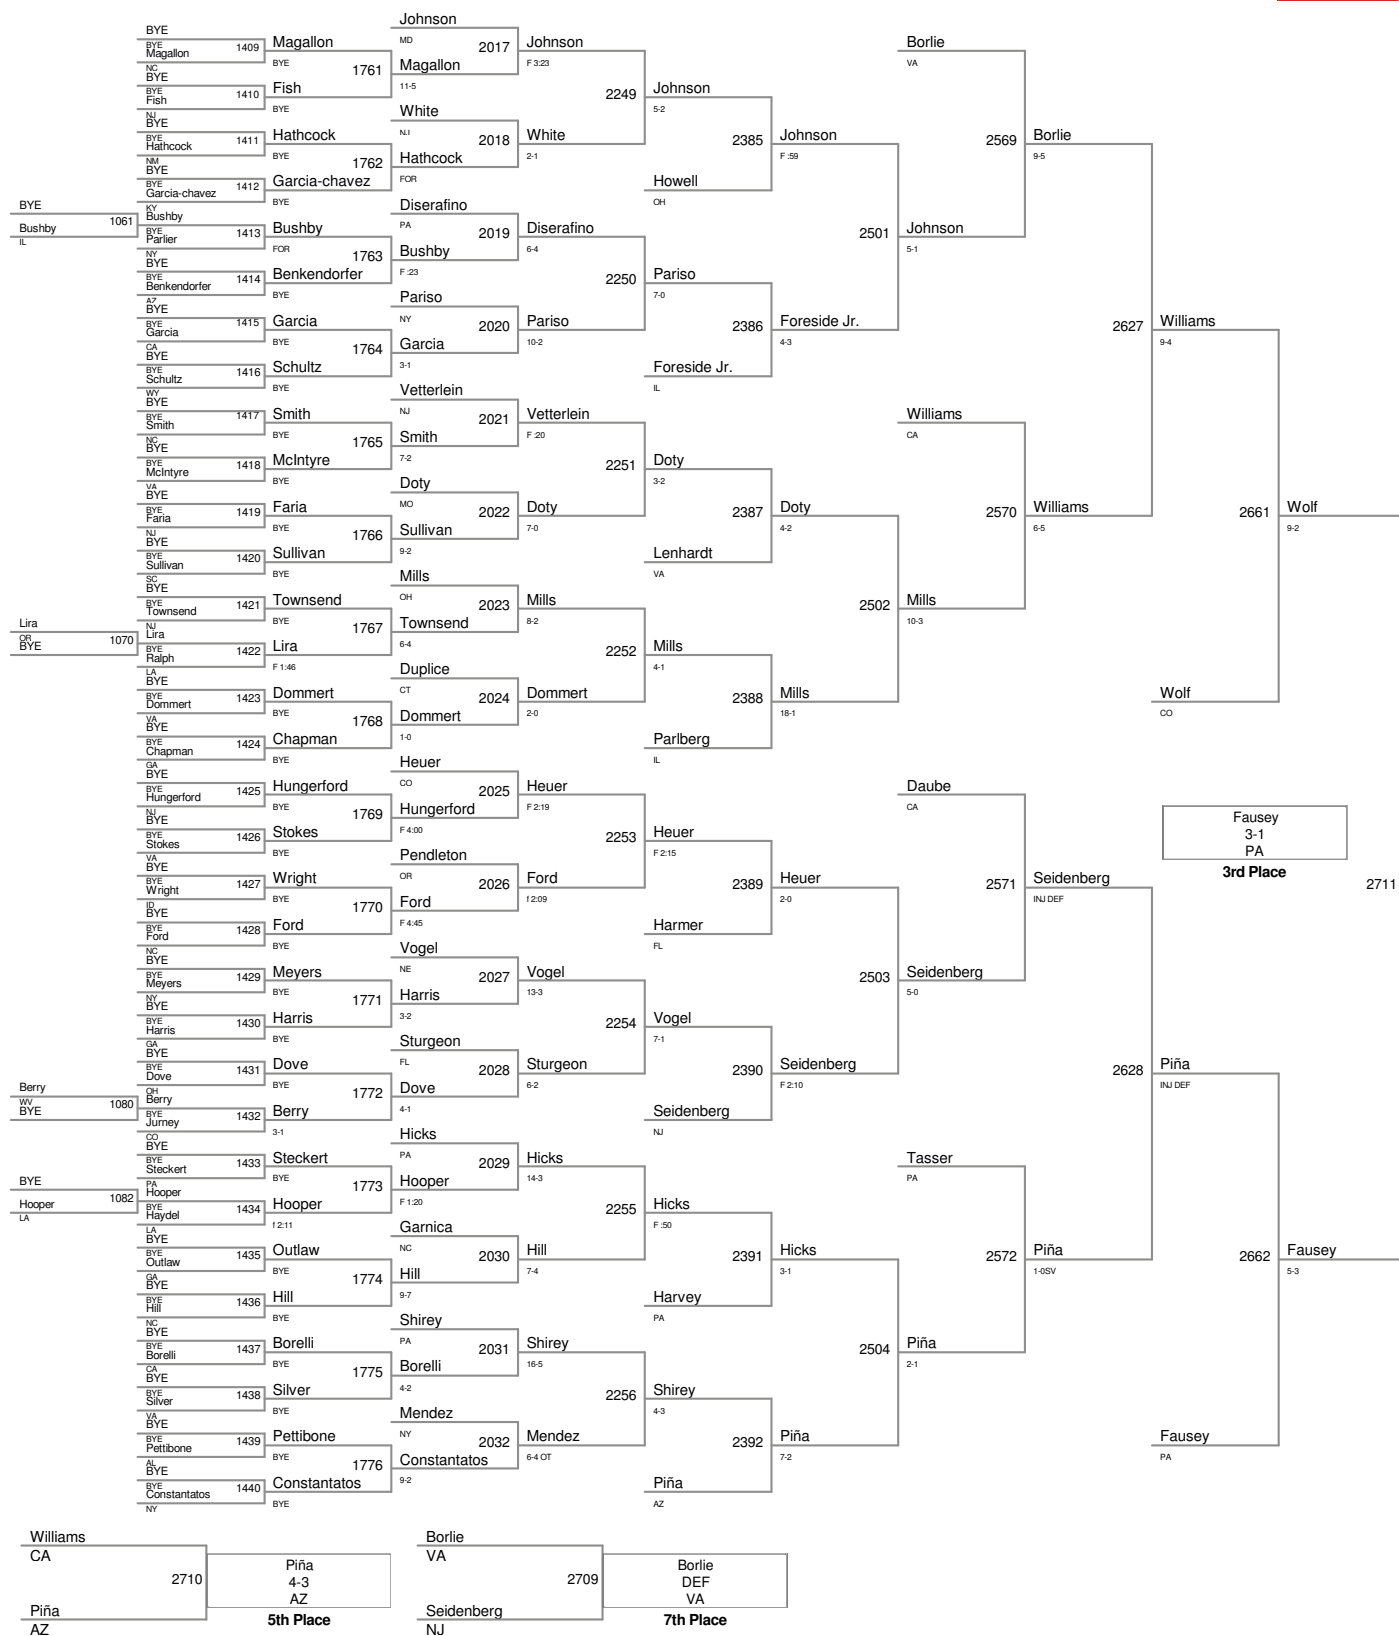 BYE
1061
Bushby
IL
Lira
OR
1070
BYE
Berry
WV
1080
BYE
BYE
1082
Hooper
LA
BYE
BYE
1409
Magallon
NC
BYE
BYE
1410
Fish
NJ
BYE
BYE
1411
Hathcock
NM
BYE
BYE
1412
Garcia-chavez
KY
Bushby
BYE
1413
Parlier
NY
BYE
BYE
1414
Benkendorfer
AZ
BYE
BYE
1415
Garcia
CA
BYE
BYE
1416
Schultz
WY
BYE
BYE
1417
Smith
NC
BYE
BYE
1418
McIntyre
VA
BYE
BYE
1419
Faria
NJ
BYE
BYE
1420
Sullivan
SC
BYE
BYE
1421
Townsend
NJ
Lira
BYE
1422
Ralph
LA
BYE
BYE
1423
Dommert
VA
BYE
BYE
1424
Chapman
GA
BYE
BYE
1425
Hungerford
NJ
BYE
BYE
1426
Stokes
VA
BYE
BYE
1427
Wright
ID
BYE
BYE
1428
Ford
NC
BYE
BYE
1429
Meyers
NY
BYE
BYE
1430
Harris
GA
BYE
BYE
1431
Dove
OH
Berry
BYE
1432
Jurney
CO
BYE
BYE
1433
Steckert
PA
Hooper
BYE
1434
Haydel
LA
BYE
BYE
1435
Outlaw
GA
BYE
BYE
1436
Hill
NC
BYE
BYE
1437
Borelli
CA
BYE
BYE
1438
Silver
VA
BYE
BYE
1439
Pettibone
AL
BYE
BYE
1440
Constantatos
NY
Magallon
BYE
1761
Fish
BYE
Hathcock
BYE
1762
Garcia-chavez
BYE
Bushby
FOR
1763
Benkendorfer
BYE
Garcia
BYE
1764
Schultz
BYE
Smith
BYE
1765
McIntyre
BYE
Faria
BYE
1766
Sullivan
BYE
Townsend
BYE
1767
Lira
F 1:46
Dommert
BYE
1768
Chapman
BYE
Hungerford
BYE
1769
Stokes
BYE
Wright
BYE
1770
Ford
BYE
Meyers
BYE
1771
Harris
BYE
Dove
BYE
1772
Berry
3-1
Steckert
BYE
1773
Hooper
f 2:11
Outlaw
BYE
1774
Hill
BYE
Borelli
BYE
1775
Silver
BYE
Pettibone
BYE
1776
Constantatos
BYE
Johnson
MD
2017
Magallon
11-5
White
NJ
2018
Hathcock
FOR
Diserafino
PA
2019
Bushby
F :23
Pariso
NY
2020
Garcia
3-1
Vetterlein
NJ
2021
Smith
7-2
Doty
MO
2022
Sullivan
9-2
Mills
OH
2023
Townsend
6-4
Duplice
CT
2024
Dommert
1-0
Heuer
CO
2025
Hungerford
F 4:00
Pendleton
OR
2026
Ford
F 4:45
Vogel
NE
2027
Harris
3-2
Sturgeon
FL
2028
Dove
4-1
Hicks
PA
2029
Hooper
F 1:20
Garnica
NC
2030
Hill
9-7
Shirey
PA
2031
Borelli
4-2
Mendez
NY
2032
Constantatos
9-2
Johnson
F 3:23
2249
White
2-1
Diserafino
6-4
2250
Pariso
10-2
Vetterlein
F :20
2251
Doty
7-0
Mills
8-2
2252
Dommert
2-0
Heuer
F 2:19
2253
Ford
f 2:09
Vogel
13-3
2254
Sturgeon
6-2
Hicks
14-3
2255
Hill
7-4
Shirey
16-5
2256
Mendez
6-4 OT
Johnson
5-2
2385
Howell
OH
Pariso
7-0
2386
Foreside Jr.
IL
Doty
3-2
2387
Lenhardt
VA
Mills
4-1
2388
Parlberg
IL
Heuer
F 2:15
2389
Harmer
FL
Vogel
7-1
2390
Seidenberg
NJ
Hicks
F :50
2391
Harvey
PA
Shirey
4-3
2392
Piña
AZ
Johnson
F :59
2501
Foreside Jr.
4-3
Doty
4-2
2502
Mills
18-1
Heuer
2-0
2503
Seidenberg
F 2:10
Hicks
3-1
2504
Piña
7-2
Borlie
VA
2569
Johnson
5-1
Williams
CA
2570
Mills
10-3
Daube
CA
2571
Seidenberg
5-0
Tasser
PA
2572
Piña
2-1
Borlie
9-5
2627
Williams
6-5
Seidenberg
INJ DEF
2628
Piña
1-0SV
Williams
9-4
2661
Wolf
CO
Fausey
3-1
PA
3rd Place
Piña
INJ DEF
2662
Fausey
PA
Wolf
9-2
2711
Fausey
5-3
Williams
CA
2710
Piña
AZ
Piña
4-3
AZ
5th Place
Borlie
VA
2709
Seidenberg
NJ
Borlie
DEF
VA
7th Place